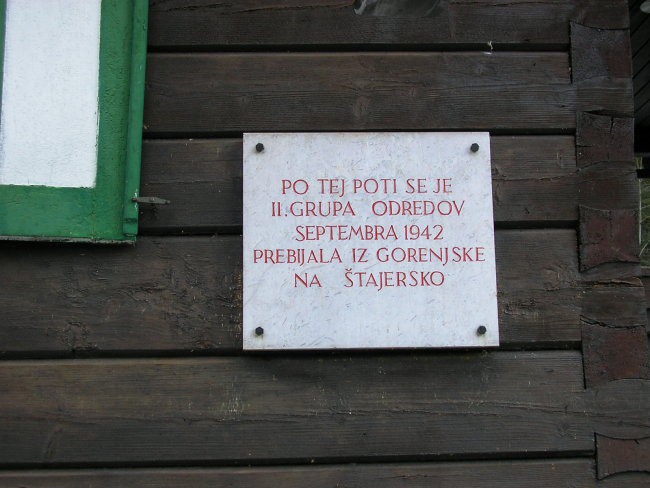 PO TEJ POTI SE JE
II. GRUPA ODREDOV
SEPTEMBRA 1942
PREBIJALA IZ GORENJSKE
NA ŠTAJERSKO